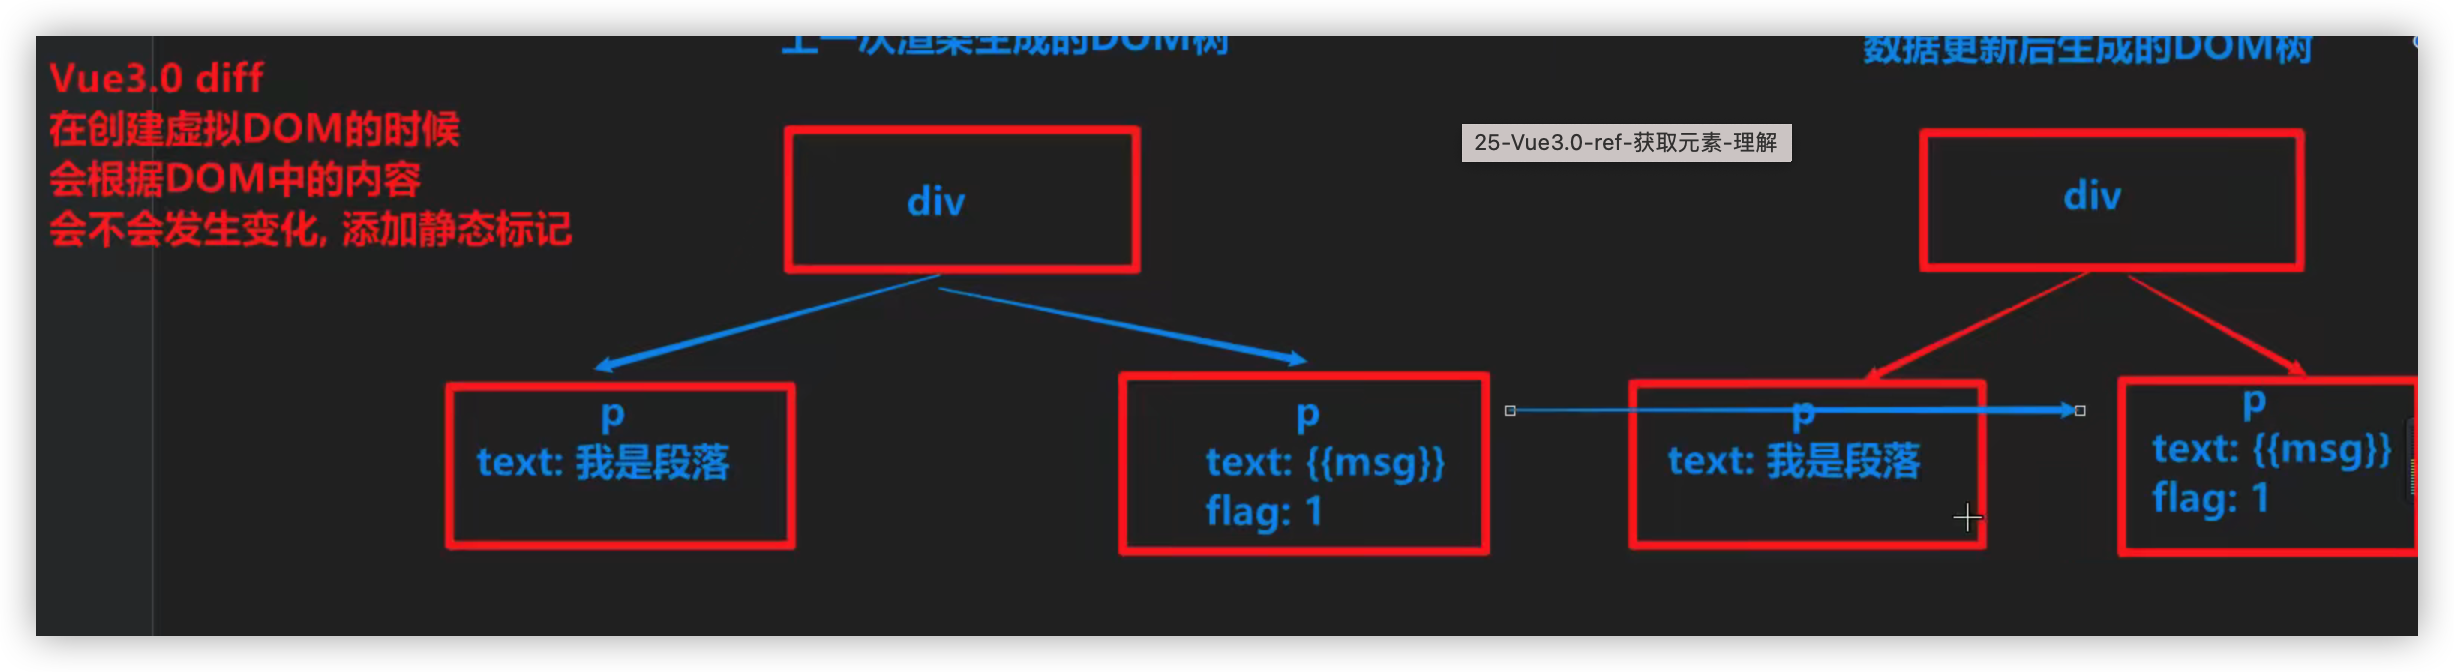 上一次渲染生成的DOM树
数据更新后生成的DOM树
Vue3.0 diff
在创建虚拟DOM的时候
会根据DOM中的内容
会不会发生变化, 添加静态标记
25-Vue3.0-ref-获取元素-理解
div
div
p
text: 我是段落
p
text: {{msg}}
flag: 1
p
text: 我是段落
p
text: {{msg}}
flag: 1